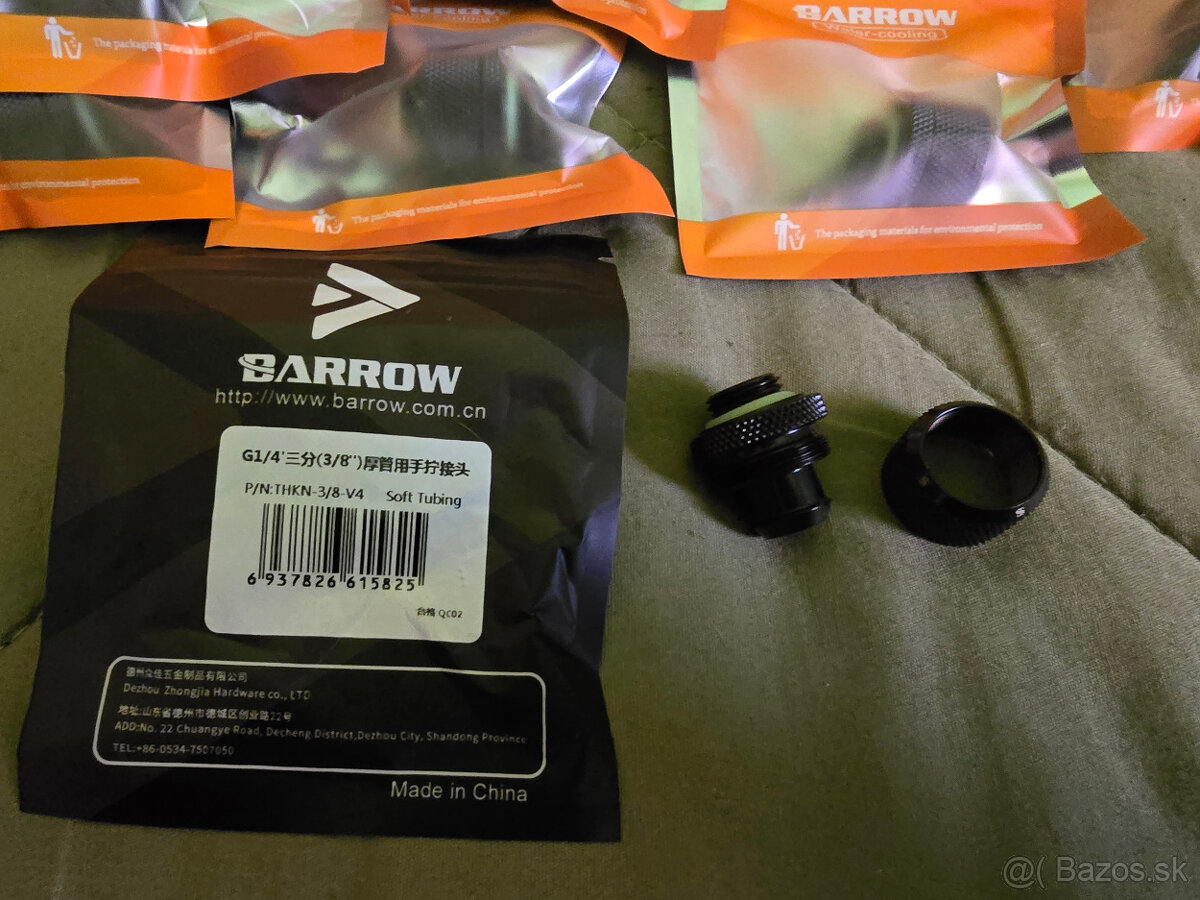 BARROW
Water-cooling
The packaging materials for environmental
environmental protection
The packaging materials for environmental protection
The packaging materials for environmental protection
BARROW
http://www.barrow.com.cn
G1/4'三分(3/8'')厚管用手拧接头
P/N:THKN-3/8-V4 Soft Tubing
6 937826 615825
合格 QC02
德州众佳五金制品有限公司
Dezhou Zhongjia Hardware co., LTD
地址:山东省德州市德城区创业路22号
ADD:No. 22 Chuangye Road, Decheng District,Dezhou City, Shandong Province
TEL:+86-0534-7507050
Made in China
@( Bazos.sk